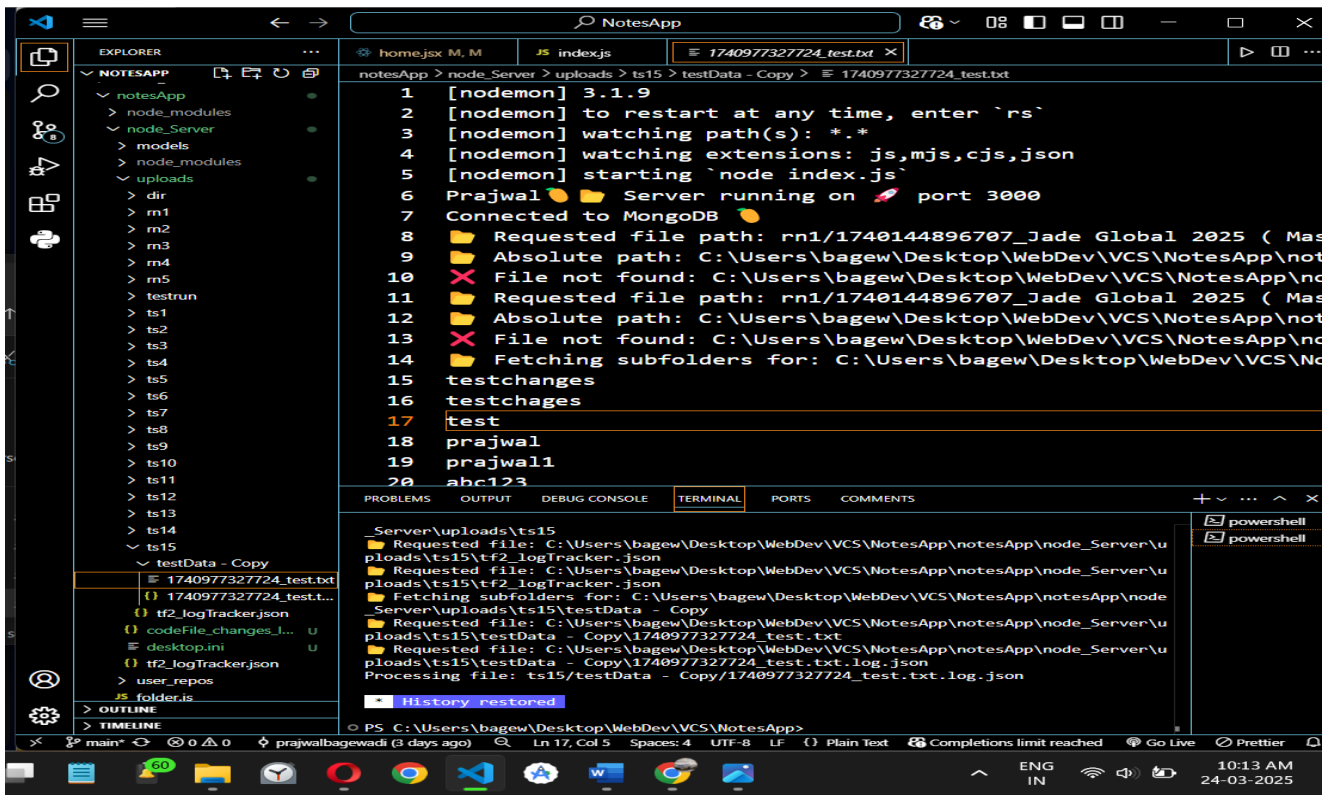 NotesApp
EXPLORER
home.jsx M, M
JS index.js
1740977327724_test.txt
NOTESAPP
notesApp > node_Server > uploads > ts15 > testData - Copy > 1740977327724_test.txt
notesApp
node_modules
node_Server
models
node_modules
uploads
dir
rn1
rn2
rn3
rn4
rn5
testrun
ts1
ts2
ts3
ts4
ts5
ts6
ts7
ts8
ts9
ts10
ts11
ts12
ts13
ts14
ts15
testData - Copy
1740977327724_test.txt
{} 1740977327724_test.t...
{} tf2_logTracker.json
{} codeFile_changes_l... U
desktop.ini U
{} tf2_logTracker.json
user_repos
JS folder.js
OUTLINE
TIMELINE
8
1 [nodemon] 3.1.9
2 [nodemon] to restart at any time, enter `rs`
3 [nodemon] watching path(s): *.*
4 [nodemon] watching extensions: js,mjs,cjs,json
5 [nodemon] starting `node index.js`
6 Prajwal🍋 📂 Server running on 🚀 port 3000
7 Connected to MongoDB 🍋
8 📂 Requested file path: rn1/1740144896707_Jade Global 2025 ( Mas
9 📂 Absolute path: C:\Users\bagew\Desktop\WebDev\VCS\NotesApp\not
10 ❌ File not found: C:\Users\bagew\Desktop\WebDev\VCS\NotesApp\no
11 📂 Requested file path: rn1/1740144896707_Jade Global 2025 ( Mas
12 📂 Absolute path: C:\Users\bagew\Desktop\WebDev\VCS\NotesApp\not
13 ❌ File not found: C:\Users\bagew\Desktop\WebDev\VCS\NotesApp\no
14 📂 Fetching subfolders for: C:\Users\bagew\Desktop\WebDev\VCS\No
15 testchanges
16 testchages
17 test
18 prajwal
19 prajwal1
20 abc123
PROBLEMS OUTPUT DEBUG CONSOLE TERMINAL PORTS COMMENTS
_Server\uploads\ts15
📂 Requested file: C:\Users\bagew\Desktop\WebDev\VCS\NotesApp\notesApp\node_Server\u
ploads\ts15\tf2_logTracker.json
📂 Requested file: C:\Users\bagew\Desktop\WebDev\VCS\NotesApp\notesApp\node_Server\u
ploads\ts15\tf2_logTracker.json
📂 Fetching subfolders for: C:\Users\bagew\Desktop\WebDev\VCS\NotesApp\notesApp\node
_Server\uploads\ts15\testData - Copy
📂 Requested file: C:\Users\bagew\Desktop\WebDev\VCS\NotesApp\notesApp\node_Server\u
ploads\ts15\testData - Copy\1740977327724_test.txt
📂 Requested file: C:\Users\bagew\Desktop\WebDev\VCS\NotesApp\notesApp\node_Server\u
ploads\ts15\testData - Copy\1740977327724_test.txt.log.json
Processing file: ts15/testData - Copy/1740977327724_test.txt.log.json
* History restored
PS C:\Users\bagew\Desktop\WebDev\VCS\NotesApp>
powershell
powershell
main* 0 0 prajwalbagewadi (3 days ago) Ln 17, Col 5 Spaces: 4 UTF-8 LF {} Plain Text Completions limit reached Go Live Prettier
60
ENG
IN
10:13 AM
24-03-2025